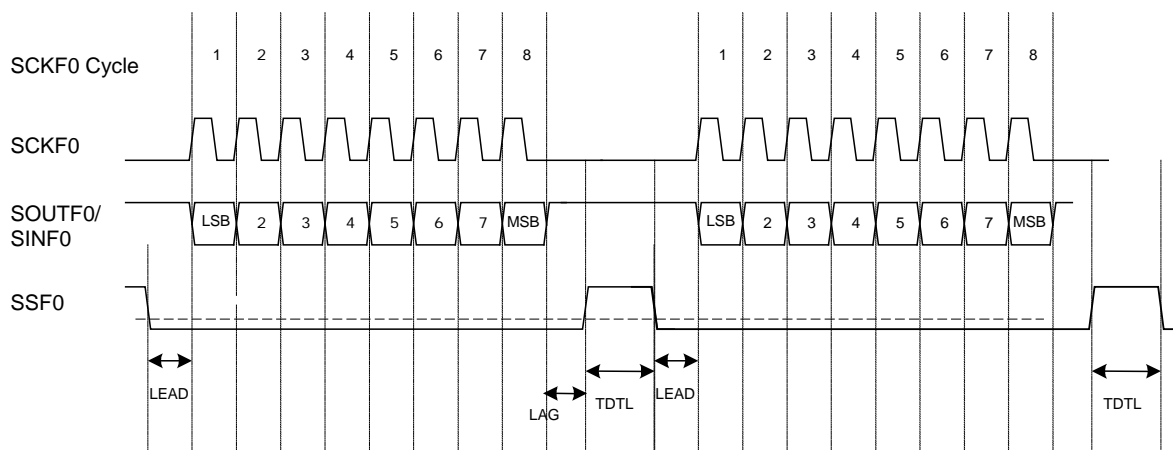 SCKF0 Cycle 1 2 3 4 5 6 7 8 1 2 3 4 5 6 7 8
SCKF0
SOUTF0/
SINF0
LSB 2 3 4 5 6 7 MSB LSB 2 3 4 5 6 7 MSB
SSF0
LEAD LAG TDTL LEAD TDTL